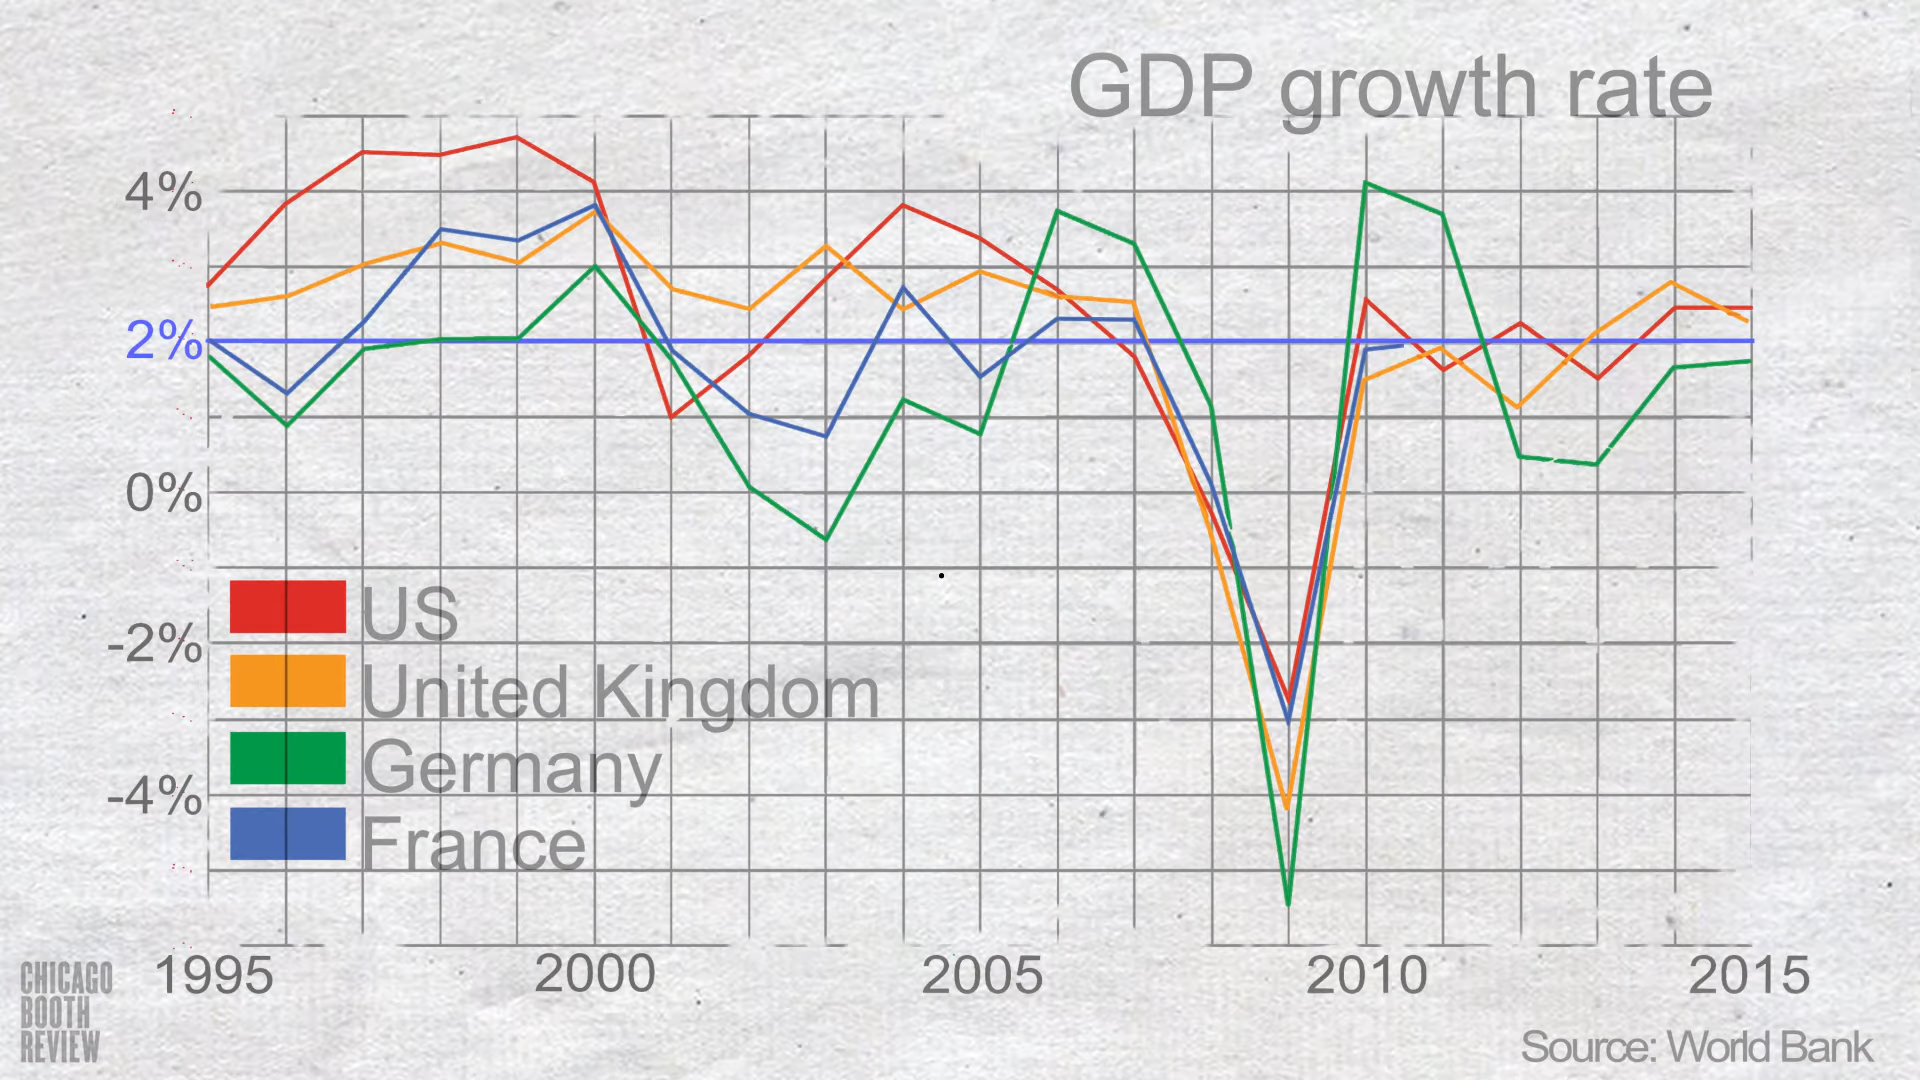 GDP growth rate
4%
2%
0%
-2%
-4%
US
United Kingdom
Germany
France
1995 2000 2005 2010 2015
CHICAGO
BOOTH
REVIEW
Source: World Bank